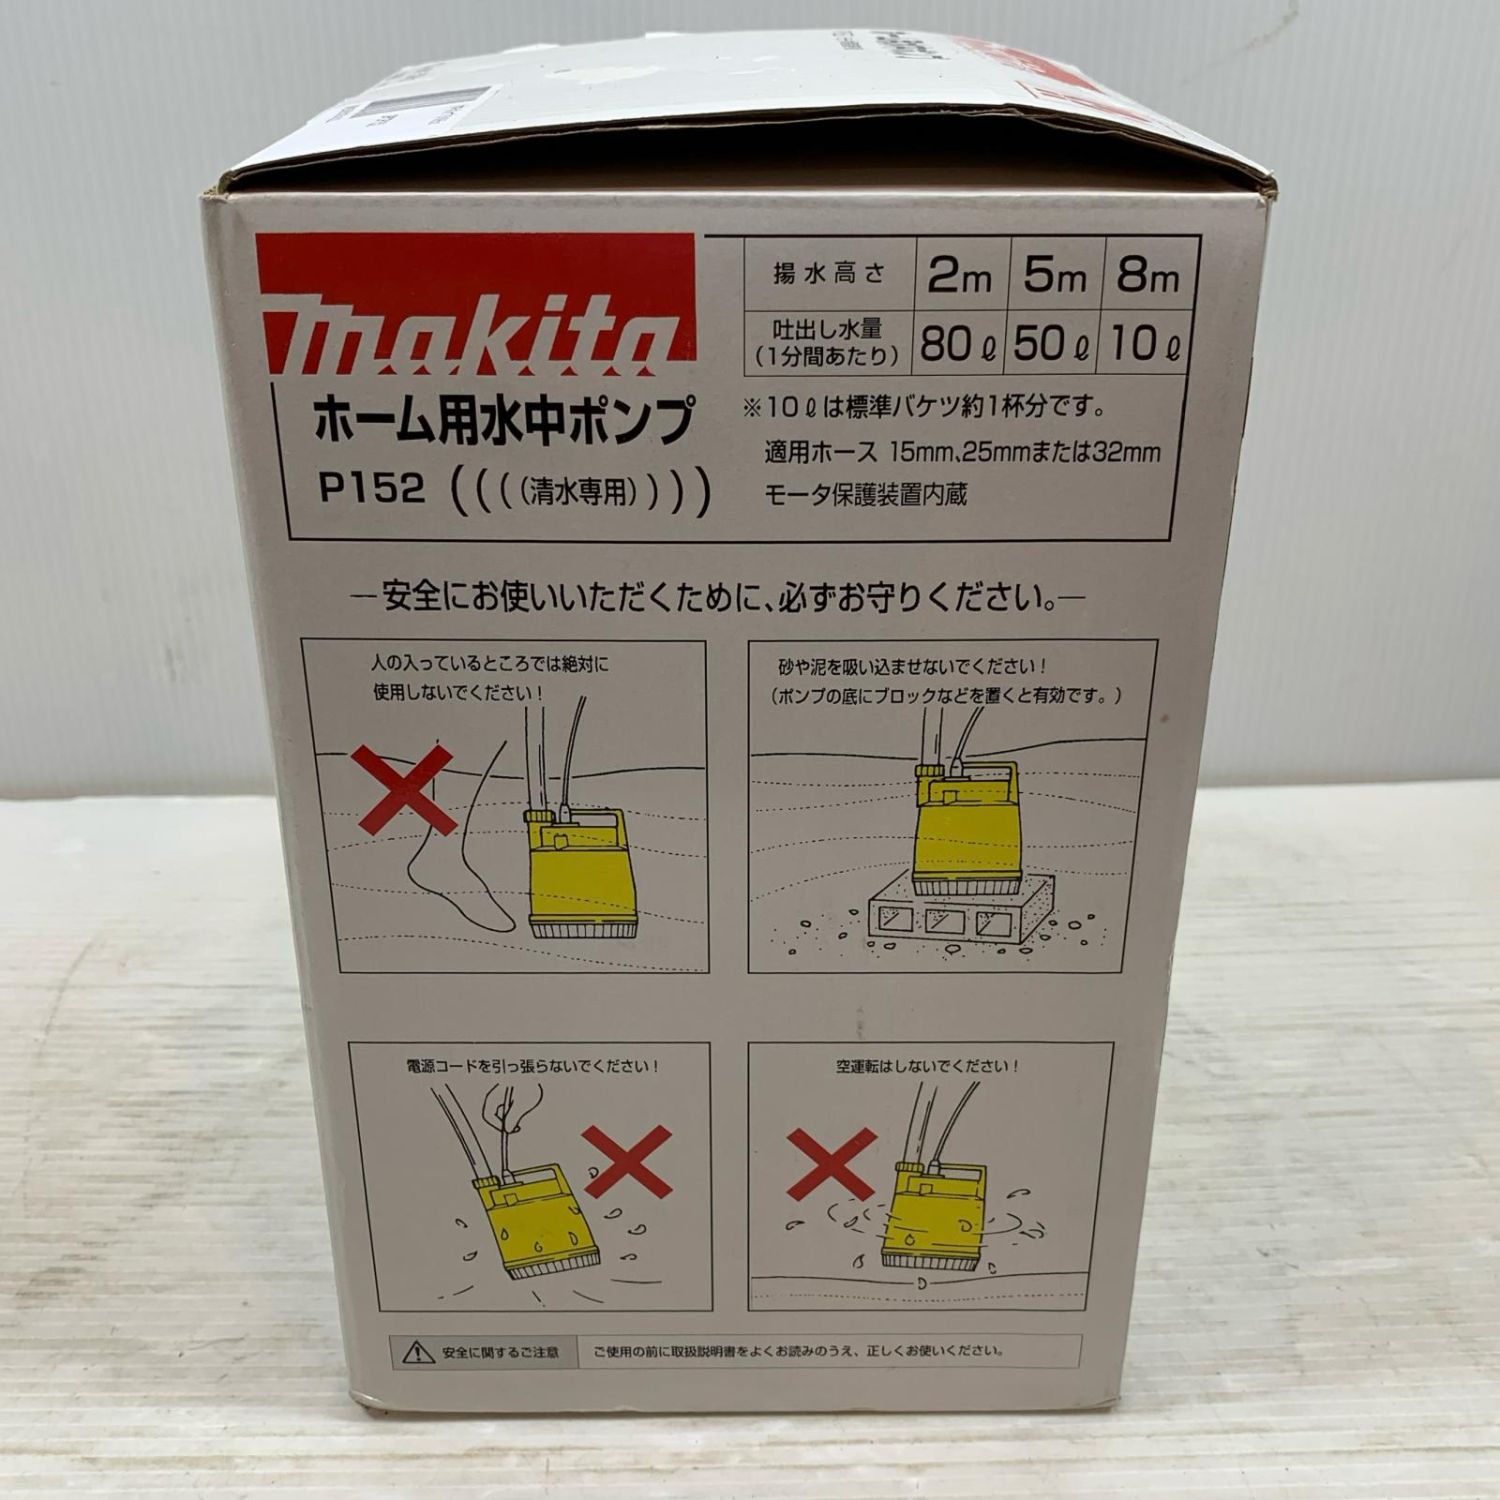 makita
ホーム用水中ポンプ
P152 ((((清水専用))))
揚水高さ 2m 5m 8m
吐出し水量 80ℓ 50ℓ 10ℓ
(1分間あたり)
※10ℓは標準バケツ約1杯分です。
適用ホース 15mm、25mmまたは32mm
モータ保護装置内蔵
―安全にお使いいただくために、必ずお守りください。―
人の入っているところでは絶対に
使用しないでください!
砂や泥を吸い込ませないでください!
(ポンプの底にブロックなどを置くと有効です。)
電源コードを引っ張らないでください!
空運転はしないでください!
安全に関するご注意
ご使用の前に取扱説明書をよくお読みのうえ、正しくお使いください。